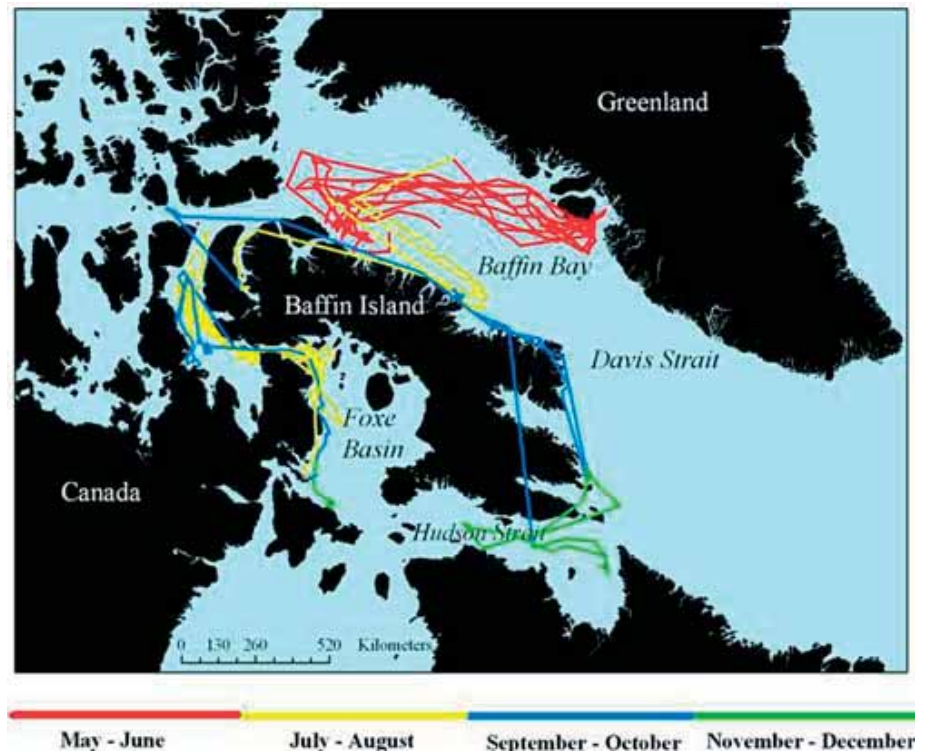 Greenland
Baffin Bay
Baffin Island
Davis Strait
Foxe
Basin
Canada
Hudson Strait
0 130 260 520 Kilometers
May - June July - August September - October November - December